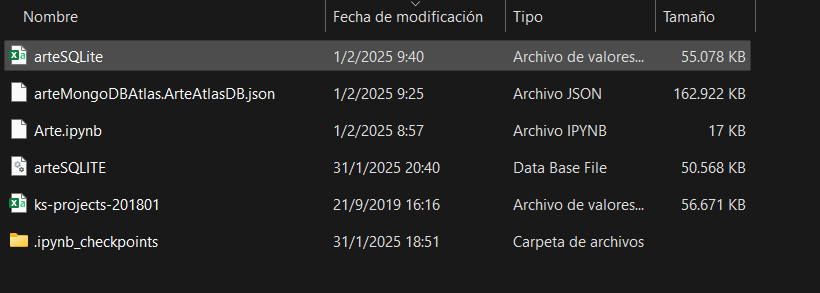 Nombre Fecha de modificación Tipo Tamaño
arteSQLite 1/2/2025 9:40 Archivo de valores... 55.078 KB
arteMongoDBAtlas.ArteAtlasDB.json 1/2/2025 9:25 Archivo JSON 162.922 KB
Arte.ipynb 1/2/2025 8:57 Archivo IPYNB 17 KB
arteSQLITE 31/1/2025 20:40 Data Base File 50.568 KB
ks-projects-201801 21/9/2019 16:16 Archivo de valores... 56.671 KB
.ipynb_checkpoints 31/1/2025 18:51 Carpeta de archivos